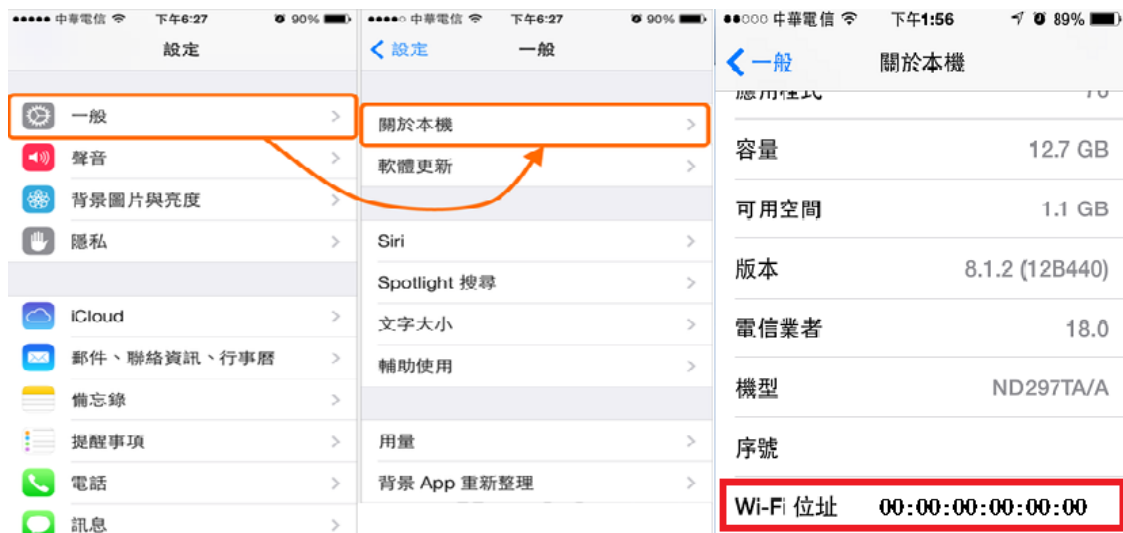 中華電信 下午6:27 90%
設定
一般
聲音
背景圖片與亮度
隱私
iCloud
郵件、聯絡資訊、行事曆
備忘錄
提醒事項
電話
訊息
中華電信 下午6:27 90%
設定 一般
關於本機
軟體更新
Siri
Spotlight 搜尋
文字大小
輔助使用
用量
背景 App 重新整理
中華電信 下午1:56 89%
一般 關於本機
應用程式
容量 12.7 GB
可用空間 1.1 GB
版本 8.1.2 (12B440)
電信業者 18.0
機型 ND297TA/A
序號
Wi-Fi 位址 00:00:00:00:00:00